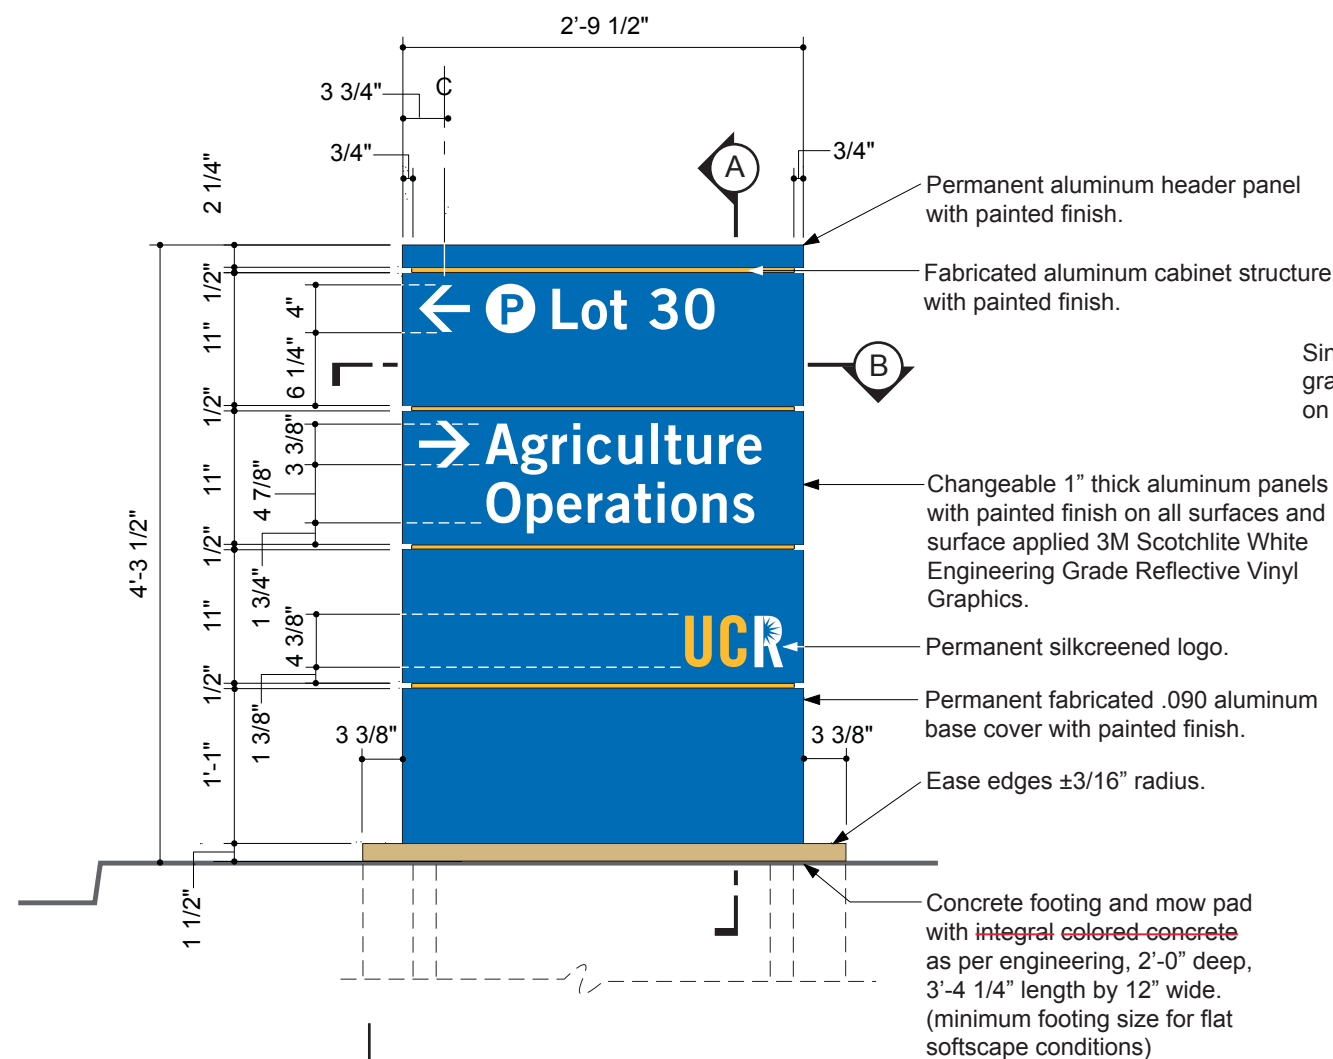 2'-9 1/2"
3 3/4"
C
3/4"
A
3/4"
2 1/4"
Permanent aluminum header panel
with painted finish.
1/2"
Fabricated aluminum cabinet structure
with painted finish.
4"
← P Lot 30
11"
6 1/4"
B
Sin
gra
on
1/2"
3 3/8"
→ Agriculture
Operations
11"
4 7/8"
Changeable 1” thick aluminum panels
with painted finish on all surfaces and
surface applied 3M Scotchlite White
Engineering Grade Reflective Vinyl
Graphics.
4'-3 1/2"
1/2"
1 3/4"
11"
4 3/8"
UCR
Permanent silkscreened logo.
1/2"
1 3/8"
Permanent fabricated .090 aluminum
base cover with painted finish.
3 3/8"
3 3/8"
1'-1"
Ease edges ±3/16” radius.
1 1/2"
Concrete footing and mow pad
with integral colored concrete
as per engineering, 2’-0” deep,
3’-4 1/4” length by 12” wide.
(minimum footing size for flat
softscape conditions)